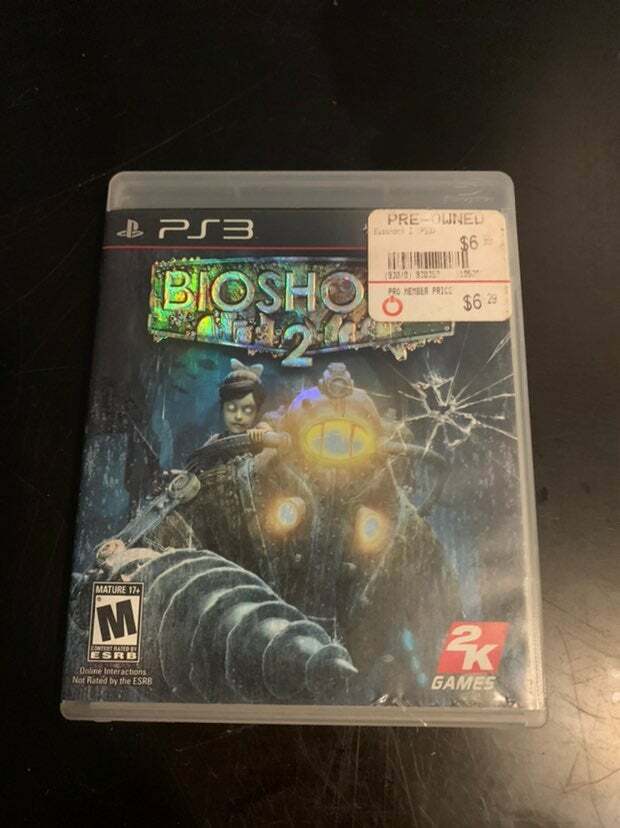 PS3
PRE-OWNED
$6
PRO MEMBER PRICE
$6 29
BIOSHO
2
MATURE 17+
M
CONTENT RATED BY
ESRB
Online Interactions
Not Rated by the ESRB
2K
GAMES